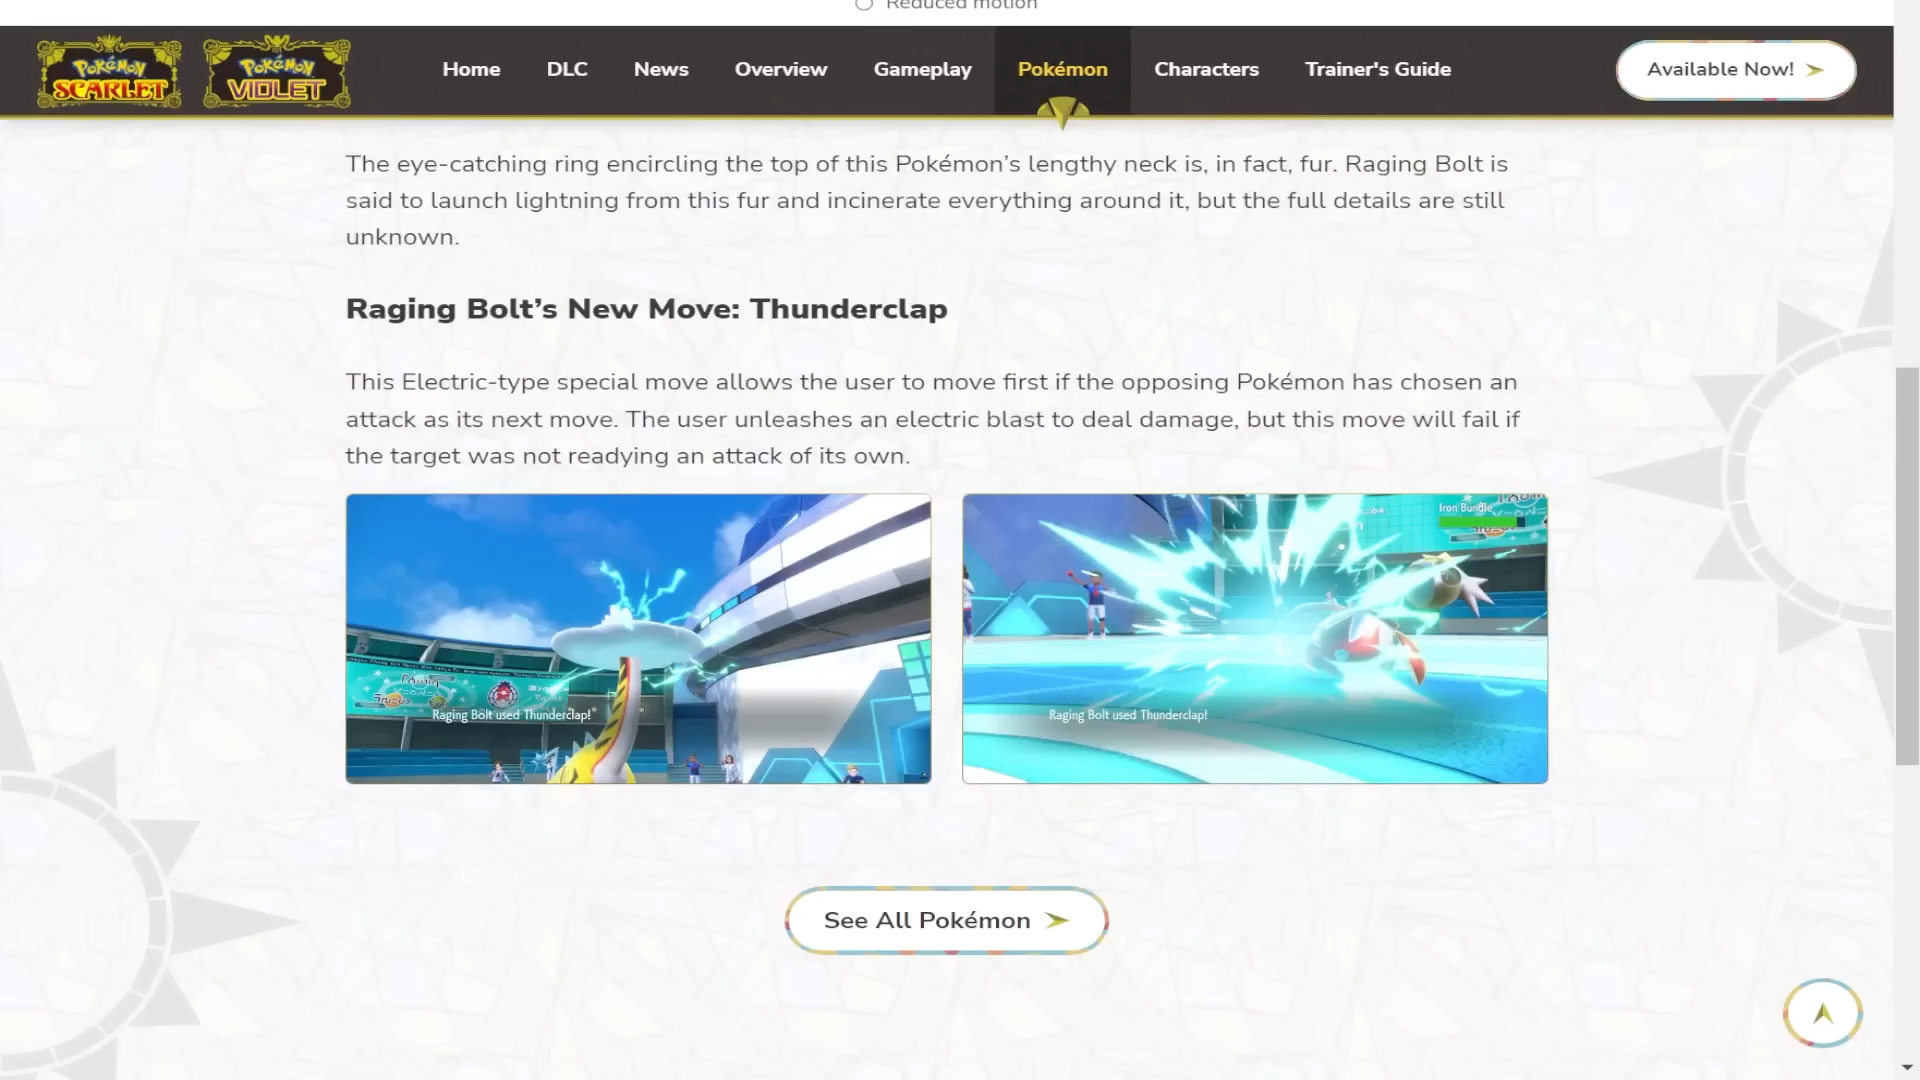 Reduced motion
Pokémon SCARLET
Pokémon VIOLET
Home
DLC
News
Overview
Gameplay
Pokémon
Characters
Trainer's Guide
Available Now!
The eye-catching ring encircling the top of this Pokémon’s lengthy neck is, in fact, fur. Raging Bolt is
said to launch lightning from this fur and incinerate everything around it, but the full details are still
unknown.
Raging Bolt’s New Move: Thunderclap
This Electric-type special move allows the user to move first if the opposing Pokémon has chosen an
attack as its next move. The user unleashes an electric blast to deal damage, but this move will fail if
the target was not readying an attack of its own.
Raging Bolt used Thunderclap!
Iron Bundle
Raging Bolt used Thunderclap!
See All Pokémon